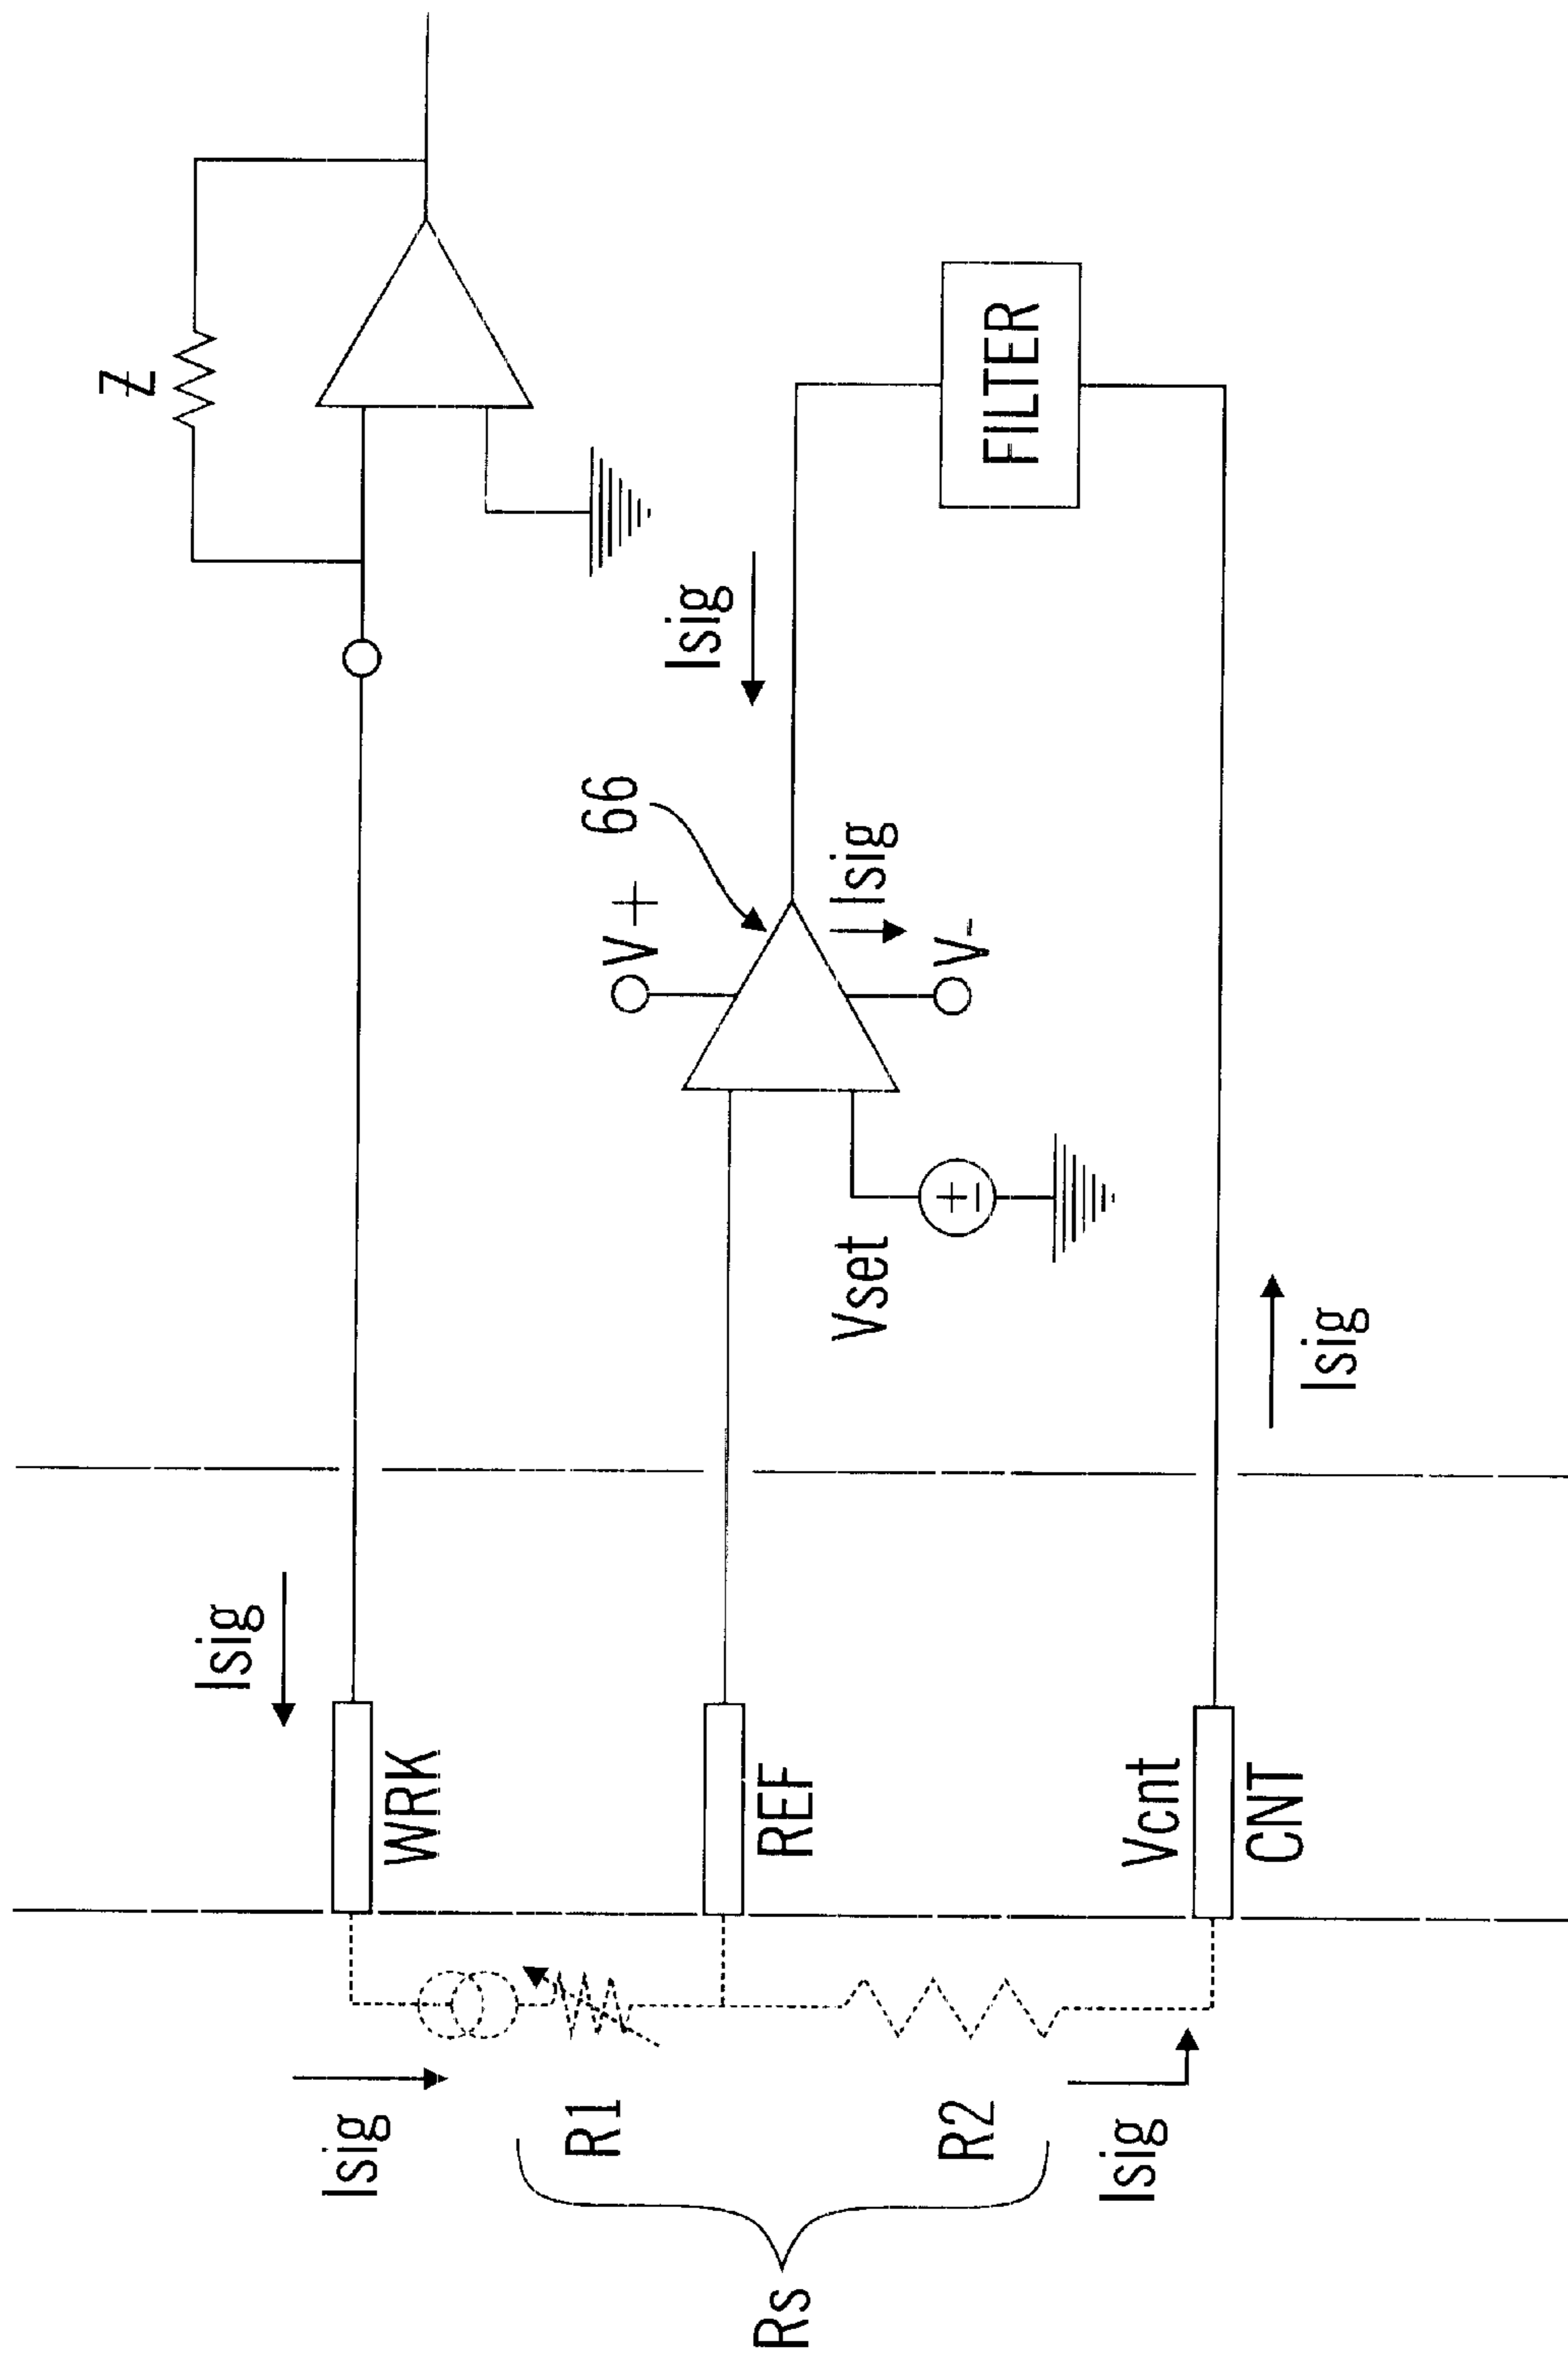 Z
Isig
WRK
V+
66
Isig
Isig
V-
FILTER
REF
Vset
Vcnt
CNT
Isig
Isig
R1
R2
Isig
Rs